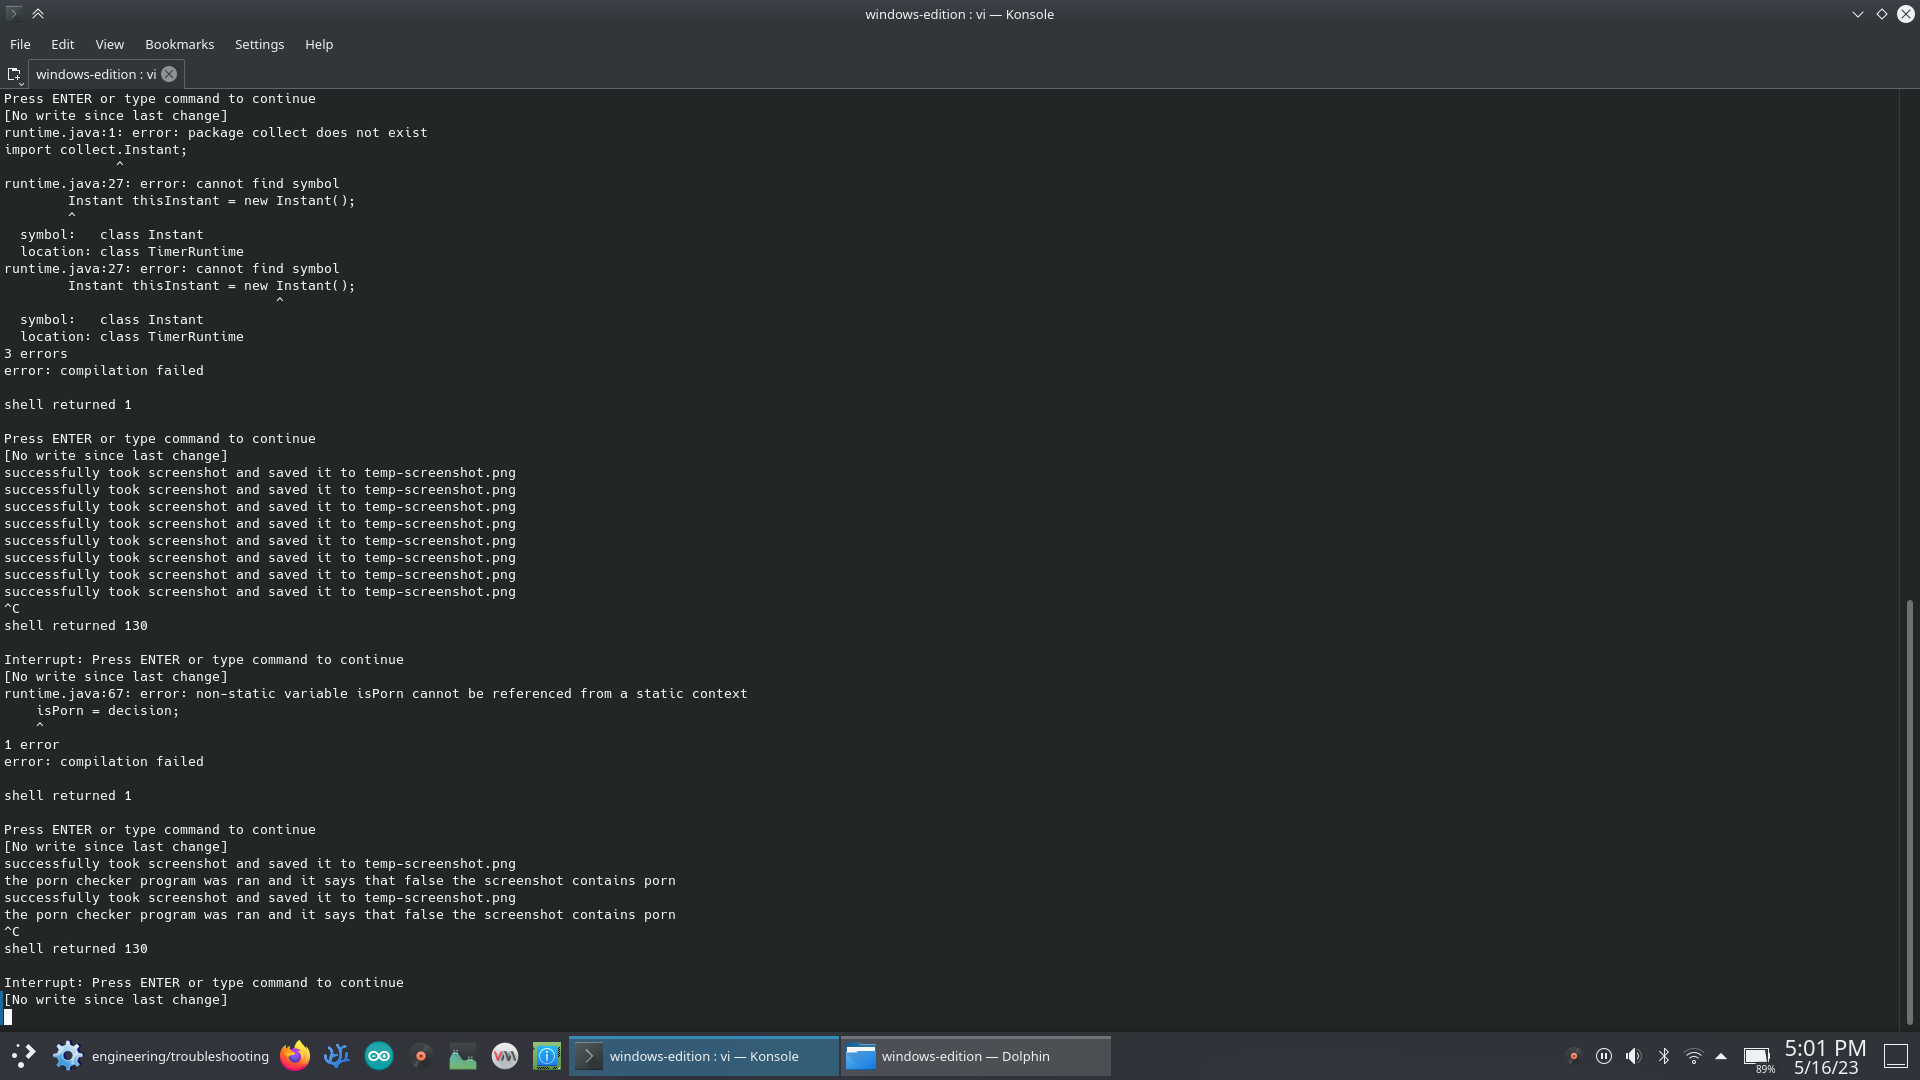 windows-edition : vi — Konsole
File Edit View Bookmarks Settings Help
windows-edition : vi
Press ENTER or type command to continue
[No write since last change]
runtime.java:1: error: package collect does not exist
import collect.Instant;
^
runtime.java:27: error: cannot find symbol
Instant thisInstant = new Instant();
^
symbol:   class Instant
location: class TimerRuntime
runtime.java:27: error: cannot find symbol
Instant thisInstant = new Instant();
^
symbol:   class Instant
location: class TimerRuntime
3 errors
error: compilation failed
shell returned 1
Press ENTER or type command to continue
[No write since last change]
successfully took screenshot and saved it to temp-screenshot.png
successfully took screenshot and saved it to temp-screenshot.png
successfully took screenshot and saved it to temp-screenshot.png
successfully took screenshot and saved it to temp-screenshot.png
successfully took screenshot and saved it to temp-screenshot.png
successfully took screenshot and saved it to temp-screenshot.png
successfully took screenshot and saved it to temp-screenshot.png
successfully took screenshot and saved it to temp-screenshot.png
^C
shell returned 130
Interrupt: Press ENTER or type command to continue
[No write since last change]
runtime.java:67: error: non-static variable isPorn cannot be referenced from a static context
isPorn = decision;
^
1 error
error: compilation failed
shell returned 1
Press ENTER or type command to continue
[No write since last change]
successfully took screenshot and saved it to temp-screenshot.png
the porn checker program was ran and it says that false the screenshot contains porn
successfully took screenshot and saved it to temp-screenshot.png
the porn checker program was ran and it says that false the screenshot contains porn
^C
shell returned 130
Interrupt: Press ENTER or type command to continue
[No write since last change]
engineering/troubleshooting
windows-edition : vi — Konsole
windows-edition — Dolphin
89%
5:01 PM
5/16/23